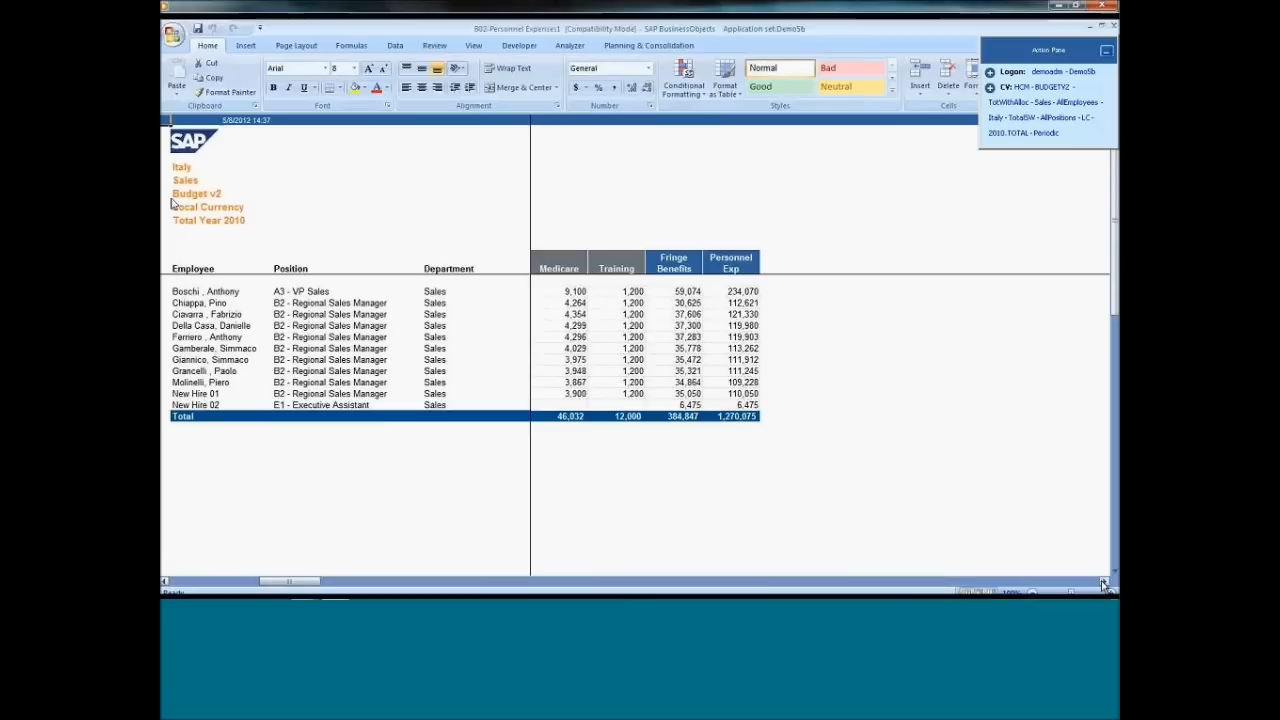 B02-Personnel Expenses1 [Compatibility Mode] - SAP BusinessObjects Application set:Demo5b
Home Insert Page Layout Formulas Data Review View Developer Analyzer Planning & Consolidation
Action Pane
Logon: demoadm - Demo5b
CV: HCM - BUDGETV2 -
TotWithAlloc - Sales - AllEmployees -
Italy - TotalSW - AllPositions - LC -
2010.TOTAL - Periodic
Paste
Cut
Copy
Format Painter
Arial 8
B I U
Wrap Text
Merge & Center
General
$ % ,
Conditional Formatting
Format as Table
Normal Bad
Good Neutral
Insert Delete
Clipboard Font Alignment Number Styles Cells
5/8/2012 14:37
SAP
Italy
Sales
Budget v2
Local Currency
Total Year 2010
Employee Position Department Medicare Training Fringe Benefits Personnel Exp
Boschi , Anthony A3 - VP Sales Sales 9,100 1,200 59,074 234,070
Chiappa, Pino B2 - Regional Sales Manager Sales 4,264 1,200 30,625 112,621
Ciavarra , Fabrizio B2 - Regional Sales Manager Sales 4,354 1,200 37,606 121,330
Della Casa, Danielle B2 - Regional Sales Manager Sales 4,299 1,200 37,300 119,980
Ferrero , Anthony B2 - Regional Sales Manager Sales 4,296 1,200 37,283 119,903
Gamberale, Simmaco B2 - Regional Sales Manager Sales 4,029 1,200 35,778 113,262
Giannico, Simmaco B2 - Regional Sales Manager Sales 3,975 1,200 35,472 111,912
Grancelli , Paolo B2 - Regional Sales Manager Sales 3,948 1,200 35,321 111,245
Molinelli, Piero B2 - Regional Sales Manager Sales 3,867 1,200 34,864 109,228
New Hire 01 B2 - Regional Sales Manager Sales 3,900 1,200 35,050 110,050
New Hire 02 E1 - Executive Assistant Sales 6,475 6,475
Total 46,032 12,000 384,847 1,270,075